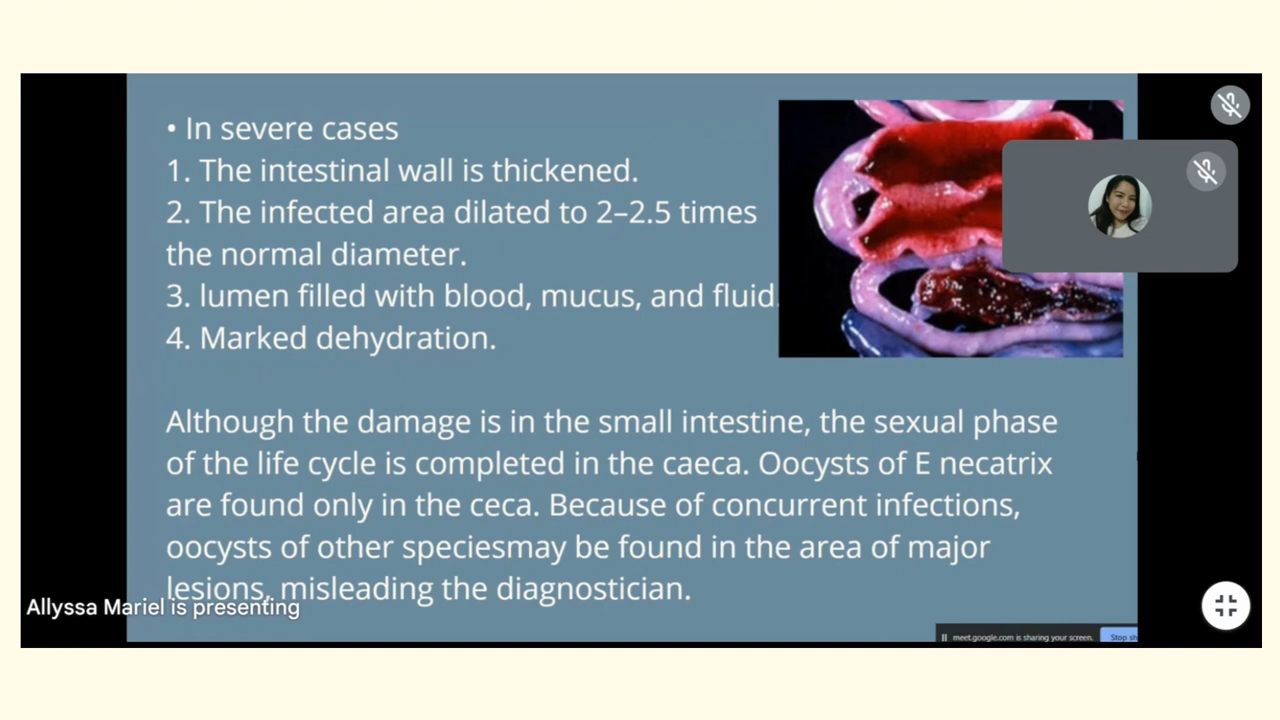 • In severe cases
1. The intestinal wall is thickened.
2. The infected area dilated to 2–2.5 times
the normal diameter.
3. lumen filled with blood, mucus, and fluid.
4. Marked dehydration.
Although the damage is in the small intestine, the sexual phase
of the life cycle is completed in the caeca. Oocysts of E necatrix
are found only in the ceca. Because of concurrent infections,
oocysts of other speciesmay be found in the area of major
lesions, misleading the diagnostician.
Allyssa Mariel is presenting
meet.google.com is sharing your screen.
Stop sh